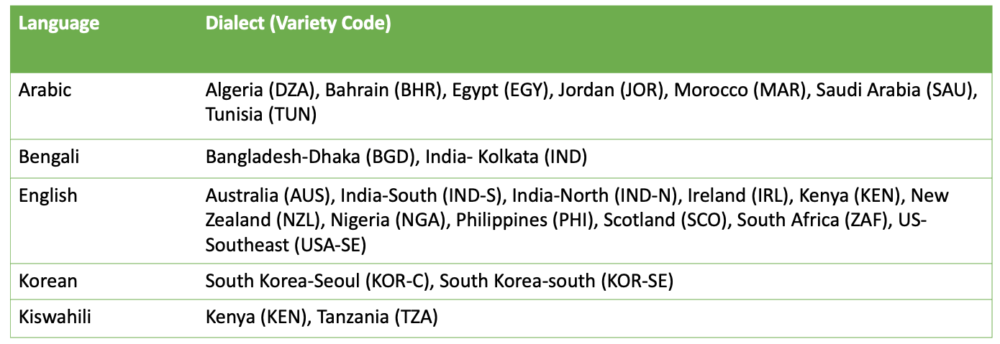 Language Dialect (Variety Code)
Arabic Algeria (DZA), Bahrain (BHR), Egypt (EGY), Jordan (JOR), Morocco (MAR), Saudi Arabia (SAU),
Tunisia (TUN)
Bengali Bangladesh-Dhaka (BGD), India- Kolkata (IND)
English Australia (AUS), India-South (IND-S), India-North (IND-N), Ireland (IRL), Kenya (KEN), New
Zealand (NZL), Nigeria (NGA), Philippines (PHI), Scotland (SCO), South Africa (ZAF), US-
Southeast (USA-SE)
Korean South Korea-Seoul (KOR-C), South Korea-south (KOR-SE)
Kiswahili Kenya (KEN), Tanzania (TZA)